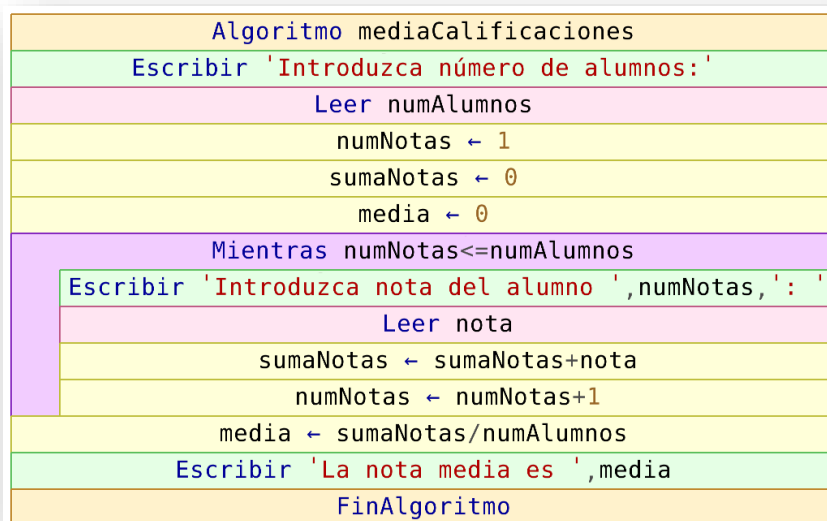 Algoritmo mediaCalificaciones
Escribir 'Introduzca número de alumnos:'
Leer numAlumnos
numNotas ← 1
sumaNotas ← 0
media ← 0
Mientras numNotas<=numAlumnos
Escribir 'Introduzca nota del alumno ',numNotas,': '
Leer nota
sumaNotas ← sumaNotas+nota
numNotas ← numNotas+1
media ← sumaNotas/numAlumnos
Escribir 'La nota media es ',media
FinAlgoritmo